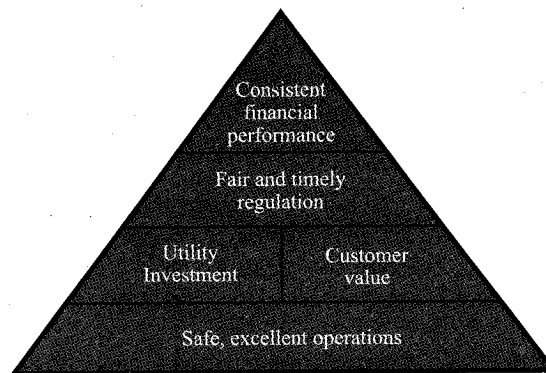 Consistent
financial
performance
Fair and timely
regulation
Utility
Investment
Customer
value
Safe, excellent operations